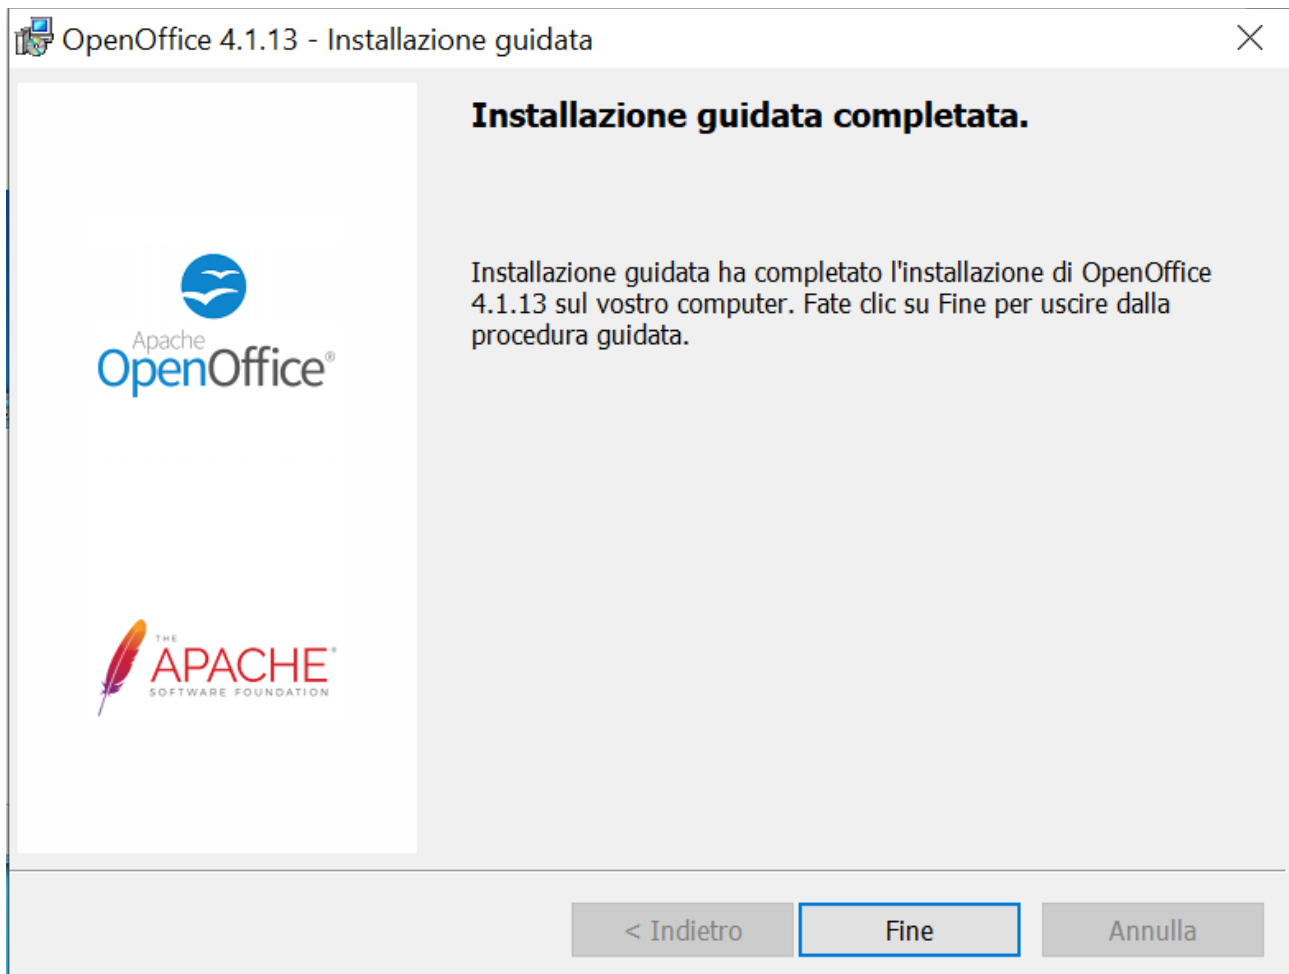 OpenOffice 4.1.13 - Installazione guidata
Installazione guidata completata.
Installazione guidata ha completato l'installazione di OpenOffice
4.1.13 sul vostro computer. Fate clic su Fine per uscire dalla
procedura guidata.
Apache
OpenOffice®
THE
APACHE®
SOFTWARE FOUNDATION
< Indietro
Fine
Annulla